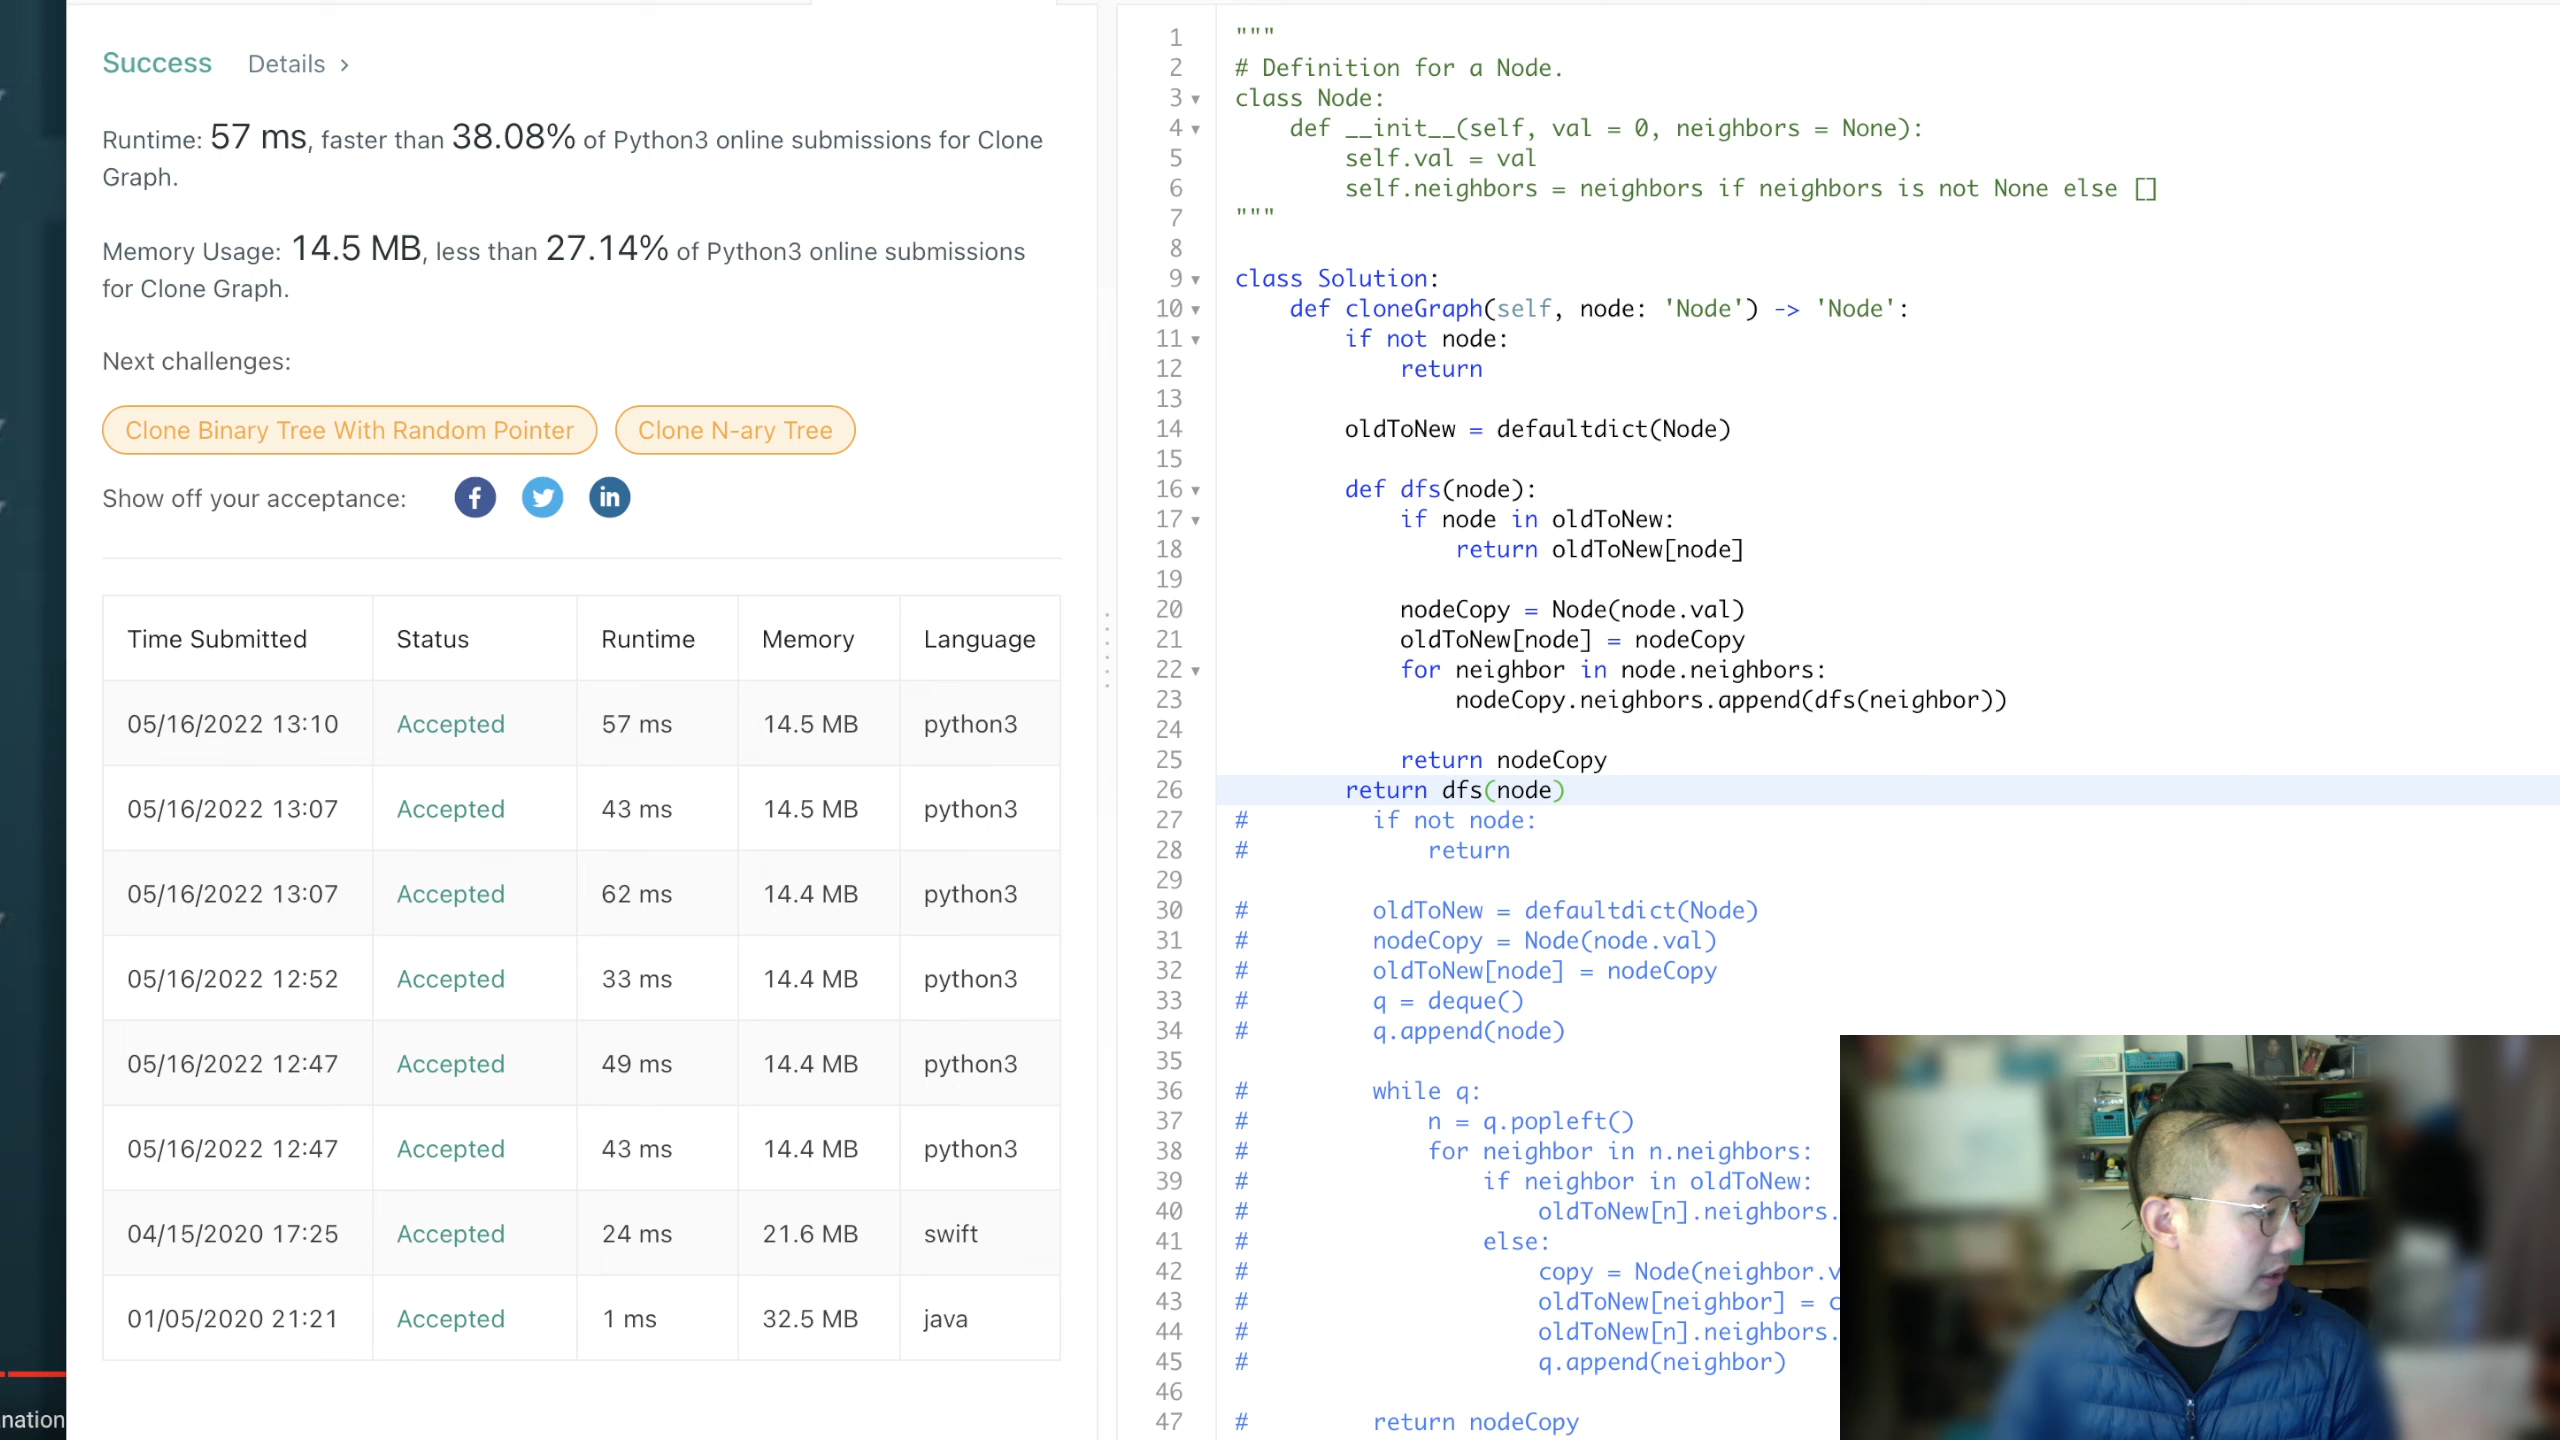 Success Details >
Runtime: 57 ms, faster than 38.08% of Python3 online submissions for Clone
Graph.
Memory Usage: 14.5 MB, less than 27.14% of Python3 online submissions
for Clone Graph.
Next challenges:
Clone Binary Tree With Random Pointer Clone N-ary Tree
Show off your acceptance: f in
Time Submitted Status Runtime Memory Language
05/16/2022 13:10 Accepted 57 ms 14.5 MB python3
05/16/2022 13:07 Accepted 43 ms 14.5 MB python3
05/16/2022 13:07 Accepted 62 ms 14.4 MB python3
05/16/2022 12:52 Accepted 33 ms 14.4 MB python3
05/16/2022 12:47 Accepted 49 ms 14.4 MB python3
05/16/2022 12:47 Accepted 43 ms 14.4 MB python3
04/15/2020 17:25 Accepted 24 ms 21.6 MB swift
01/05/2020 21:21 Accepted 1 ms 32.5 MB java
nation
1 """
2 # Definition for a Node.
3 class Node:
4 def __init__(self, val = 0, neighbors = None):
5 self.val = val
6 self.neighbors = neighbors if neighbors is not None else []
7 """
8
9 class Solution:
10 def cloneGraph(self, node: 'Node') -> 'Node':
11 if not node:
12 return
13
14 oldToNew = defaultdict(Node)
15
16 def dfs(node):
17 if node in oldToNew:
18 return oldToNew[node]
19
20 nodeCopy = Node(node.val)
21 oldToNew[node] = nodeCopy
22 for neighbor in node.neighbors:
23 nodeCopy.neighbors.append(dfs(neighbor))
24
25 return nodeCopy
26 return dfs(node)
27 # if not node:
28 # return
29
30 # oldToNew = defaultdict(Node)
31 # nodeCopy = Node(node.val)
32 # oldToNew[node] = nodeCopy
33 # q = deque()
34 # q.append(node)
35
36 # while q:
37 # n = q.popleft()
38 # for neighbor in n.neighbors:
39 # if neighbor in oldToNew:
40 # oldToNew[n].neighbors.
41 # else:
42 # copy = Node(neighbor.v
43 # oldToNew[neighbor] = c
44 # oldToNew[n].neighbors.
45 # q.append(neighbor)
46
47 # return nodeCopy